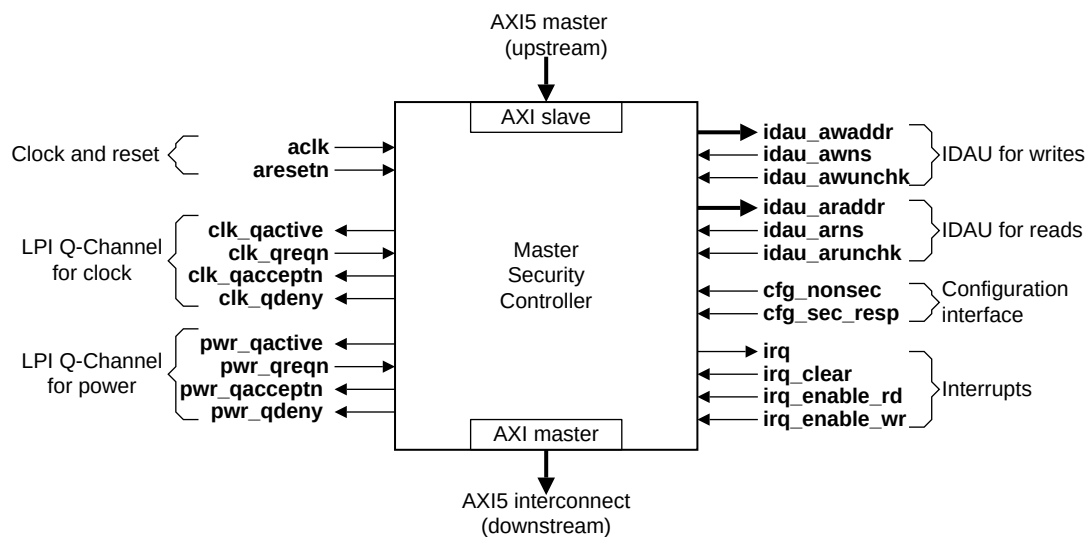 AXI5 master
(upstream)
AXI slave
Clock and reset
aclk
aresetn
LPI Q-Channel
for clock
clk_qactive
clk_qreqn
clk_qacceptn
clk_qdeny
LPI Q-Channel
for power
pwr_qactive
pwr_qreqn
pwr_qacceptn
pwr_qdeny
Master
Security
Controller
idau_awaddr
idau_awns
idau_awunchk
IDAU for writes
idau_araddr
idau_arns
idau_arunchk
IDAU for reads
cfg_nonsec
cfg_sec_resp
Configuration
interface
irq
irq_clear
irq_enable_rd
irq_enable_wr
Interrupts
AXI master
AXI5 interconnect
(downstream)